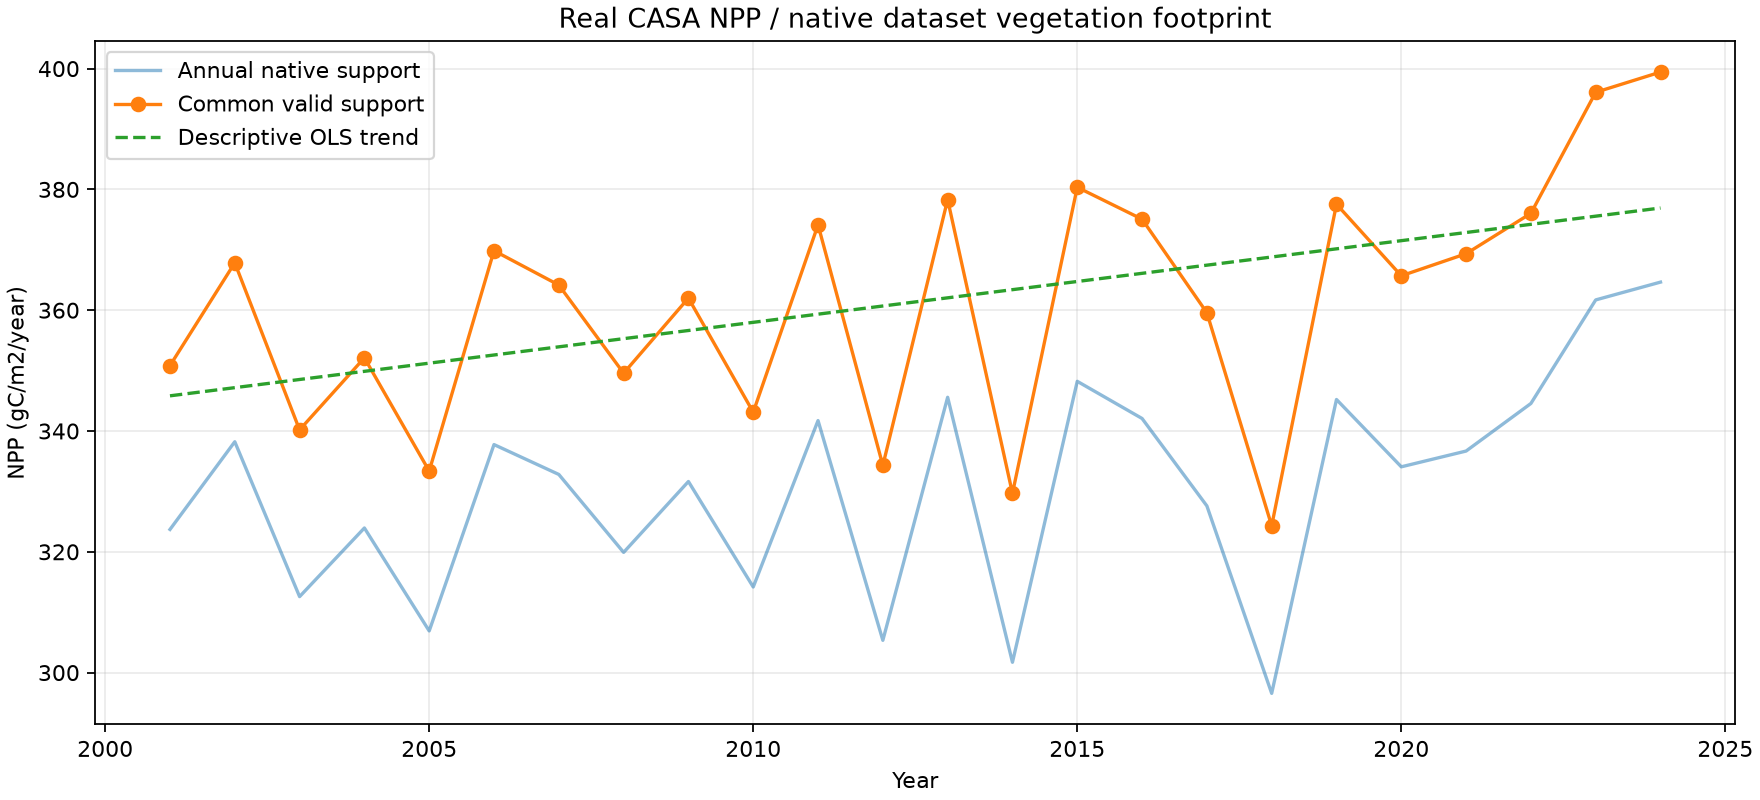 Real CASA NPP / native dataset vegetation footprint
Annual native support
Common valid support
Descriptive OLS trend
NPP (gC/m2/year)
400
380
360
340
320
300
2000
2005
2010
2015
2020
2025
Year